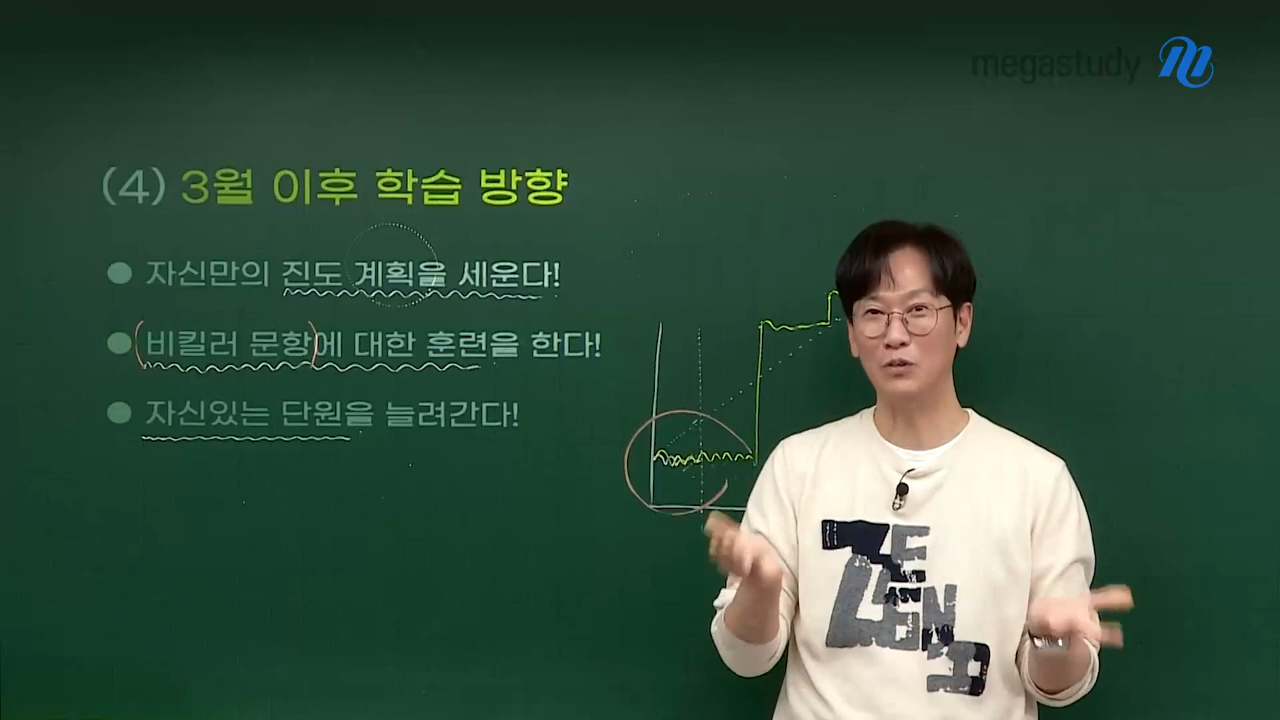 megastudy
(4) 3월 이후 학습 방향
● 자신만의 진도 계획을 세운다!
● (비킬러 문항)에 대한 훈련을 한다!
● 자신있는 단원을 늘려간다!